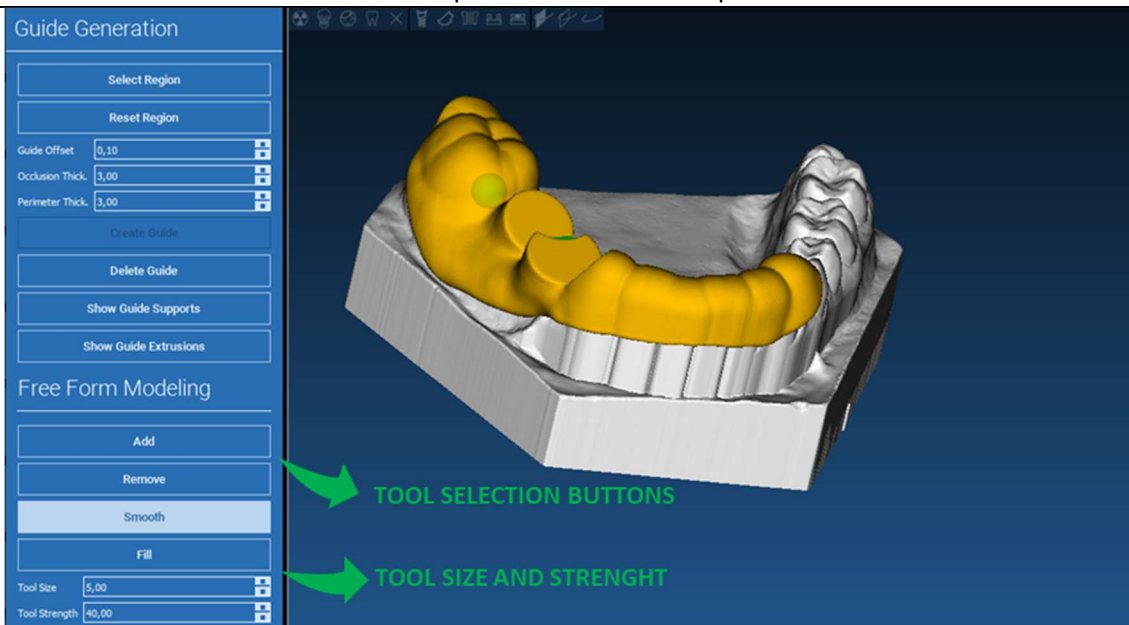 Guide Generation
Select Region
Reset Region
Guide Offset 0,10
Occlusion Thick. 3,00
Perimeter Thick. 3,00
Create Guide
Delete Guide
Show Guide Supports
Show Guide Extrusions
Free Form Modeling
Add
Remove
TOOL SELECTION BUTTONS
Smooth
Fill
TOOL SIZE AND STRENGHT
Tool Size 5,00
Tool Strength 40,00